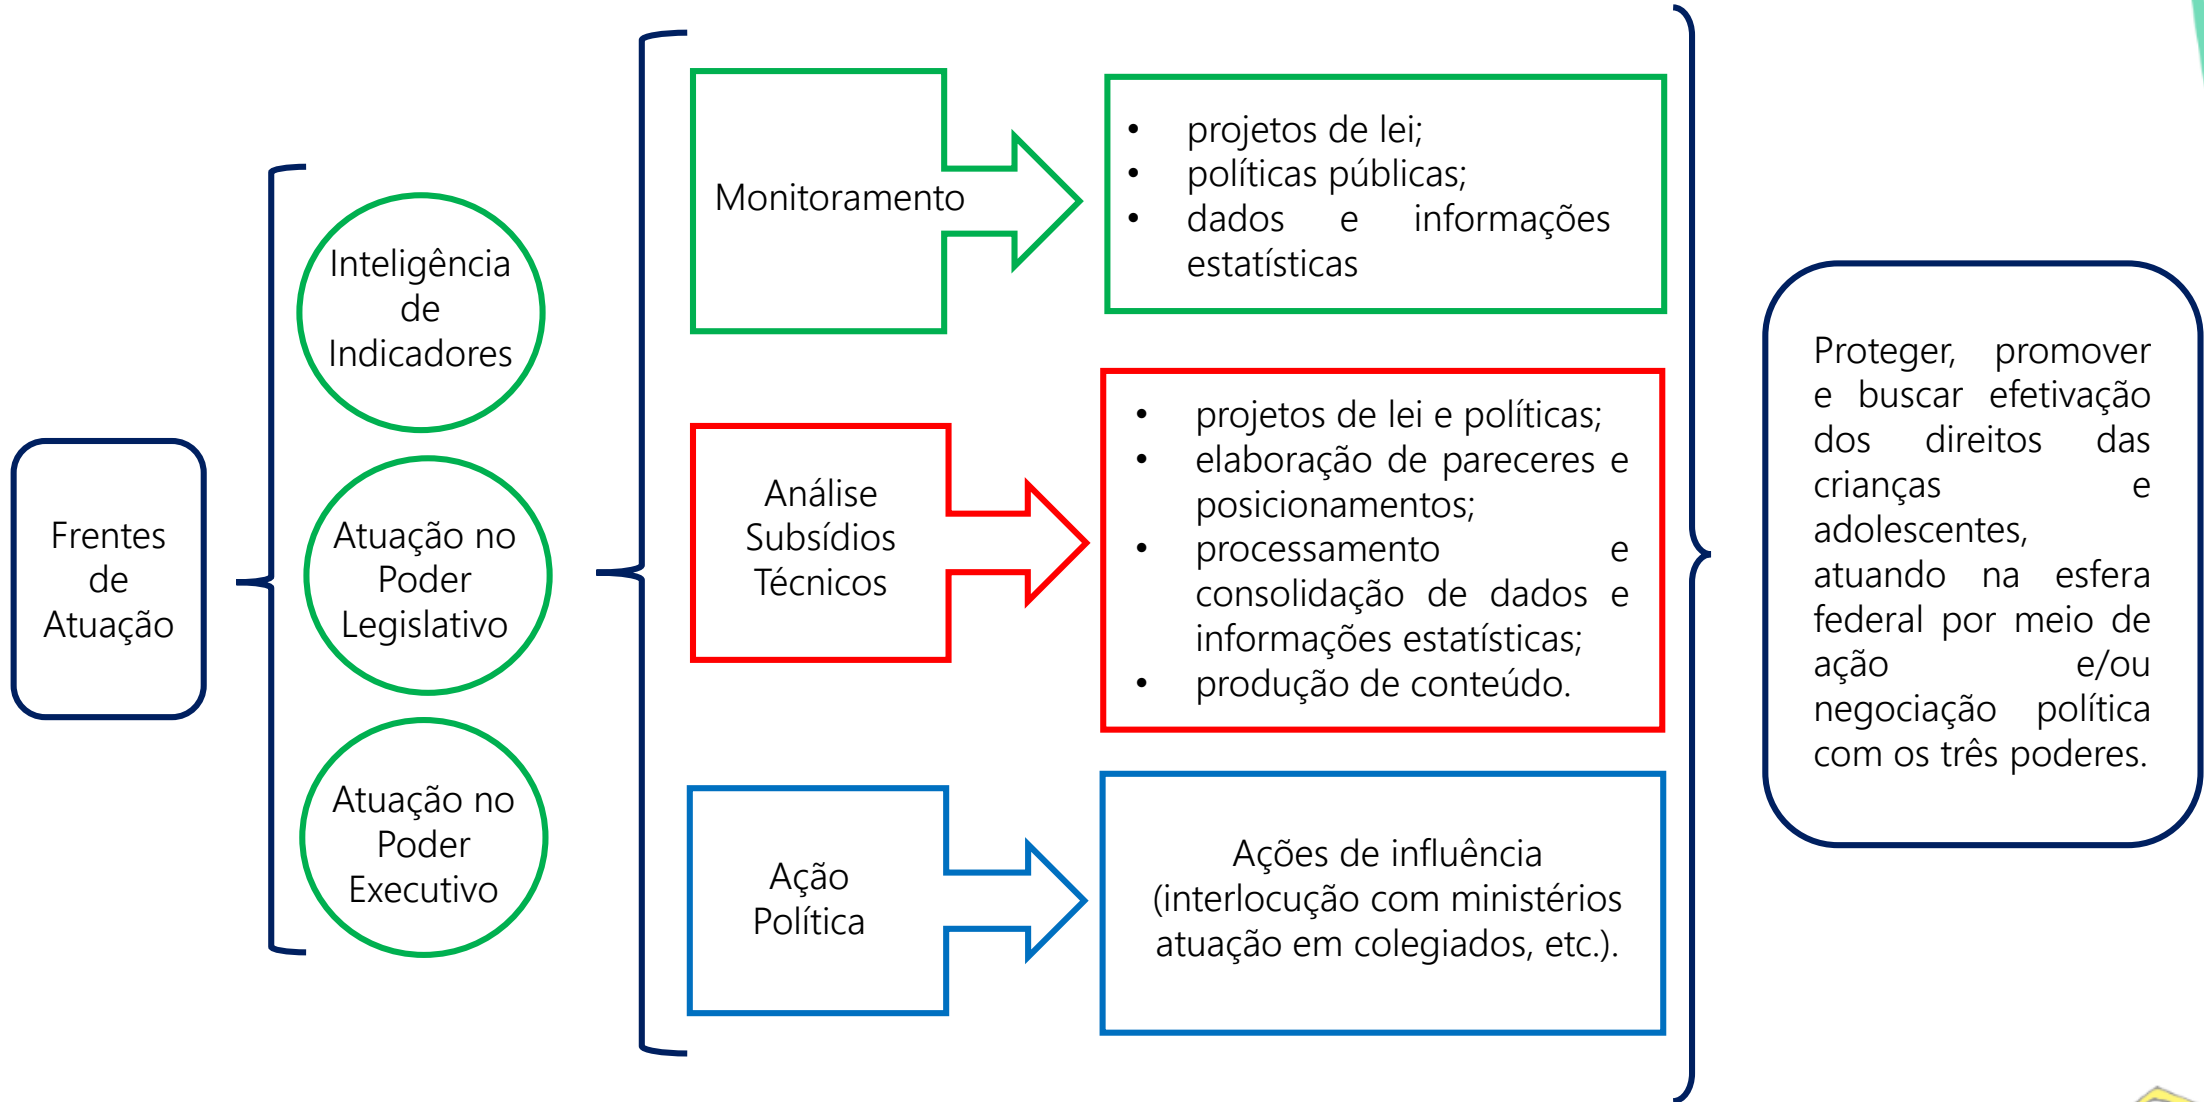 Frentes
de
Atuação
Inteligência
de
Indicadores
Atuação no
Poder
Legislativo
Atuação no
Poder
Executivo
Monitoramento
• projetos de lei;
• políticas públicas;
• dados e informações
estatísticas
Análise
Subsídios
Técnicos
• projetos de lei e políticas;
• elaboração de pareceres e
posicionamentos;
• processamento e
consolidação de dados e
informações estatísticas;
• produção de conteúdo.
Ação
Política
Ações de influência
(interlocução com ministérios
atuação em colegiados, etc.).
Proteger, promover
e buscar efetivação
dos direitos das
crianças e
adolescentes,
atuando na esfera
federal por meio de
ação e/ou
negociação política
com os três poderes.